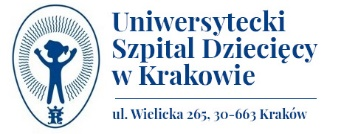 Uniwersytecki
Szpital Dziecięcy
w Krakowie
ul. Wielicka 265, 30-663 Kraków